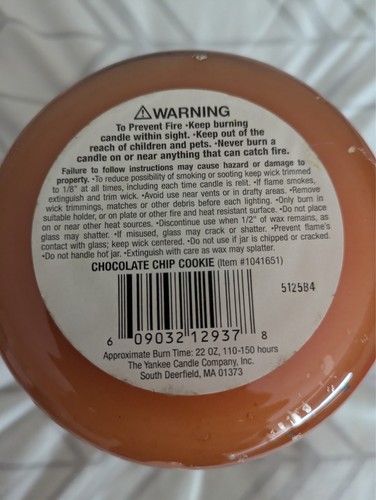 ⚠WARNING
To Prevent Fire •Keep burning
candle within sight. •Keep out of the
reach of children and pets. •Never burn a
candle on or near anything that can catch fire.
Failure to follow instructions may cause hazard or damage to
property. •To reduce possibility of smoking or sooting keep wick trimmed
to 1/8" at all times, including each time candle is relit. •If flame smokes,
extinguish and trim wick. •Avoid use near vents or in drafty areas. •Remove
wick trimmings, matches or other debris before each lighting. •Only burn in
suitable holder, or on plate or other fire and heat resistant surface. •Do not place
on or near other heat sources. •Discontinue use when 1/2" of wax remains, as
glass may shatter. •If misused, glass may crack or shatter. •Prevent flame's
contact with glass; keep wick centered. •Do not use if jar is chipped or cracked.
•Do not handle hot jar. •Extinguish with care as wax may splatter.
CHOCOLATE CHIP COOKIE (Item #1041651)
512584
6 09032 12937 8
Approximate Burn Time: 22 OZ, 110-150 hours
The Yankee Candle Company, Inc.
South Deerfield, MA 01373